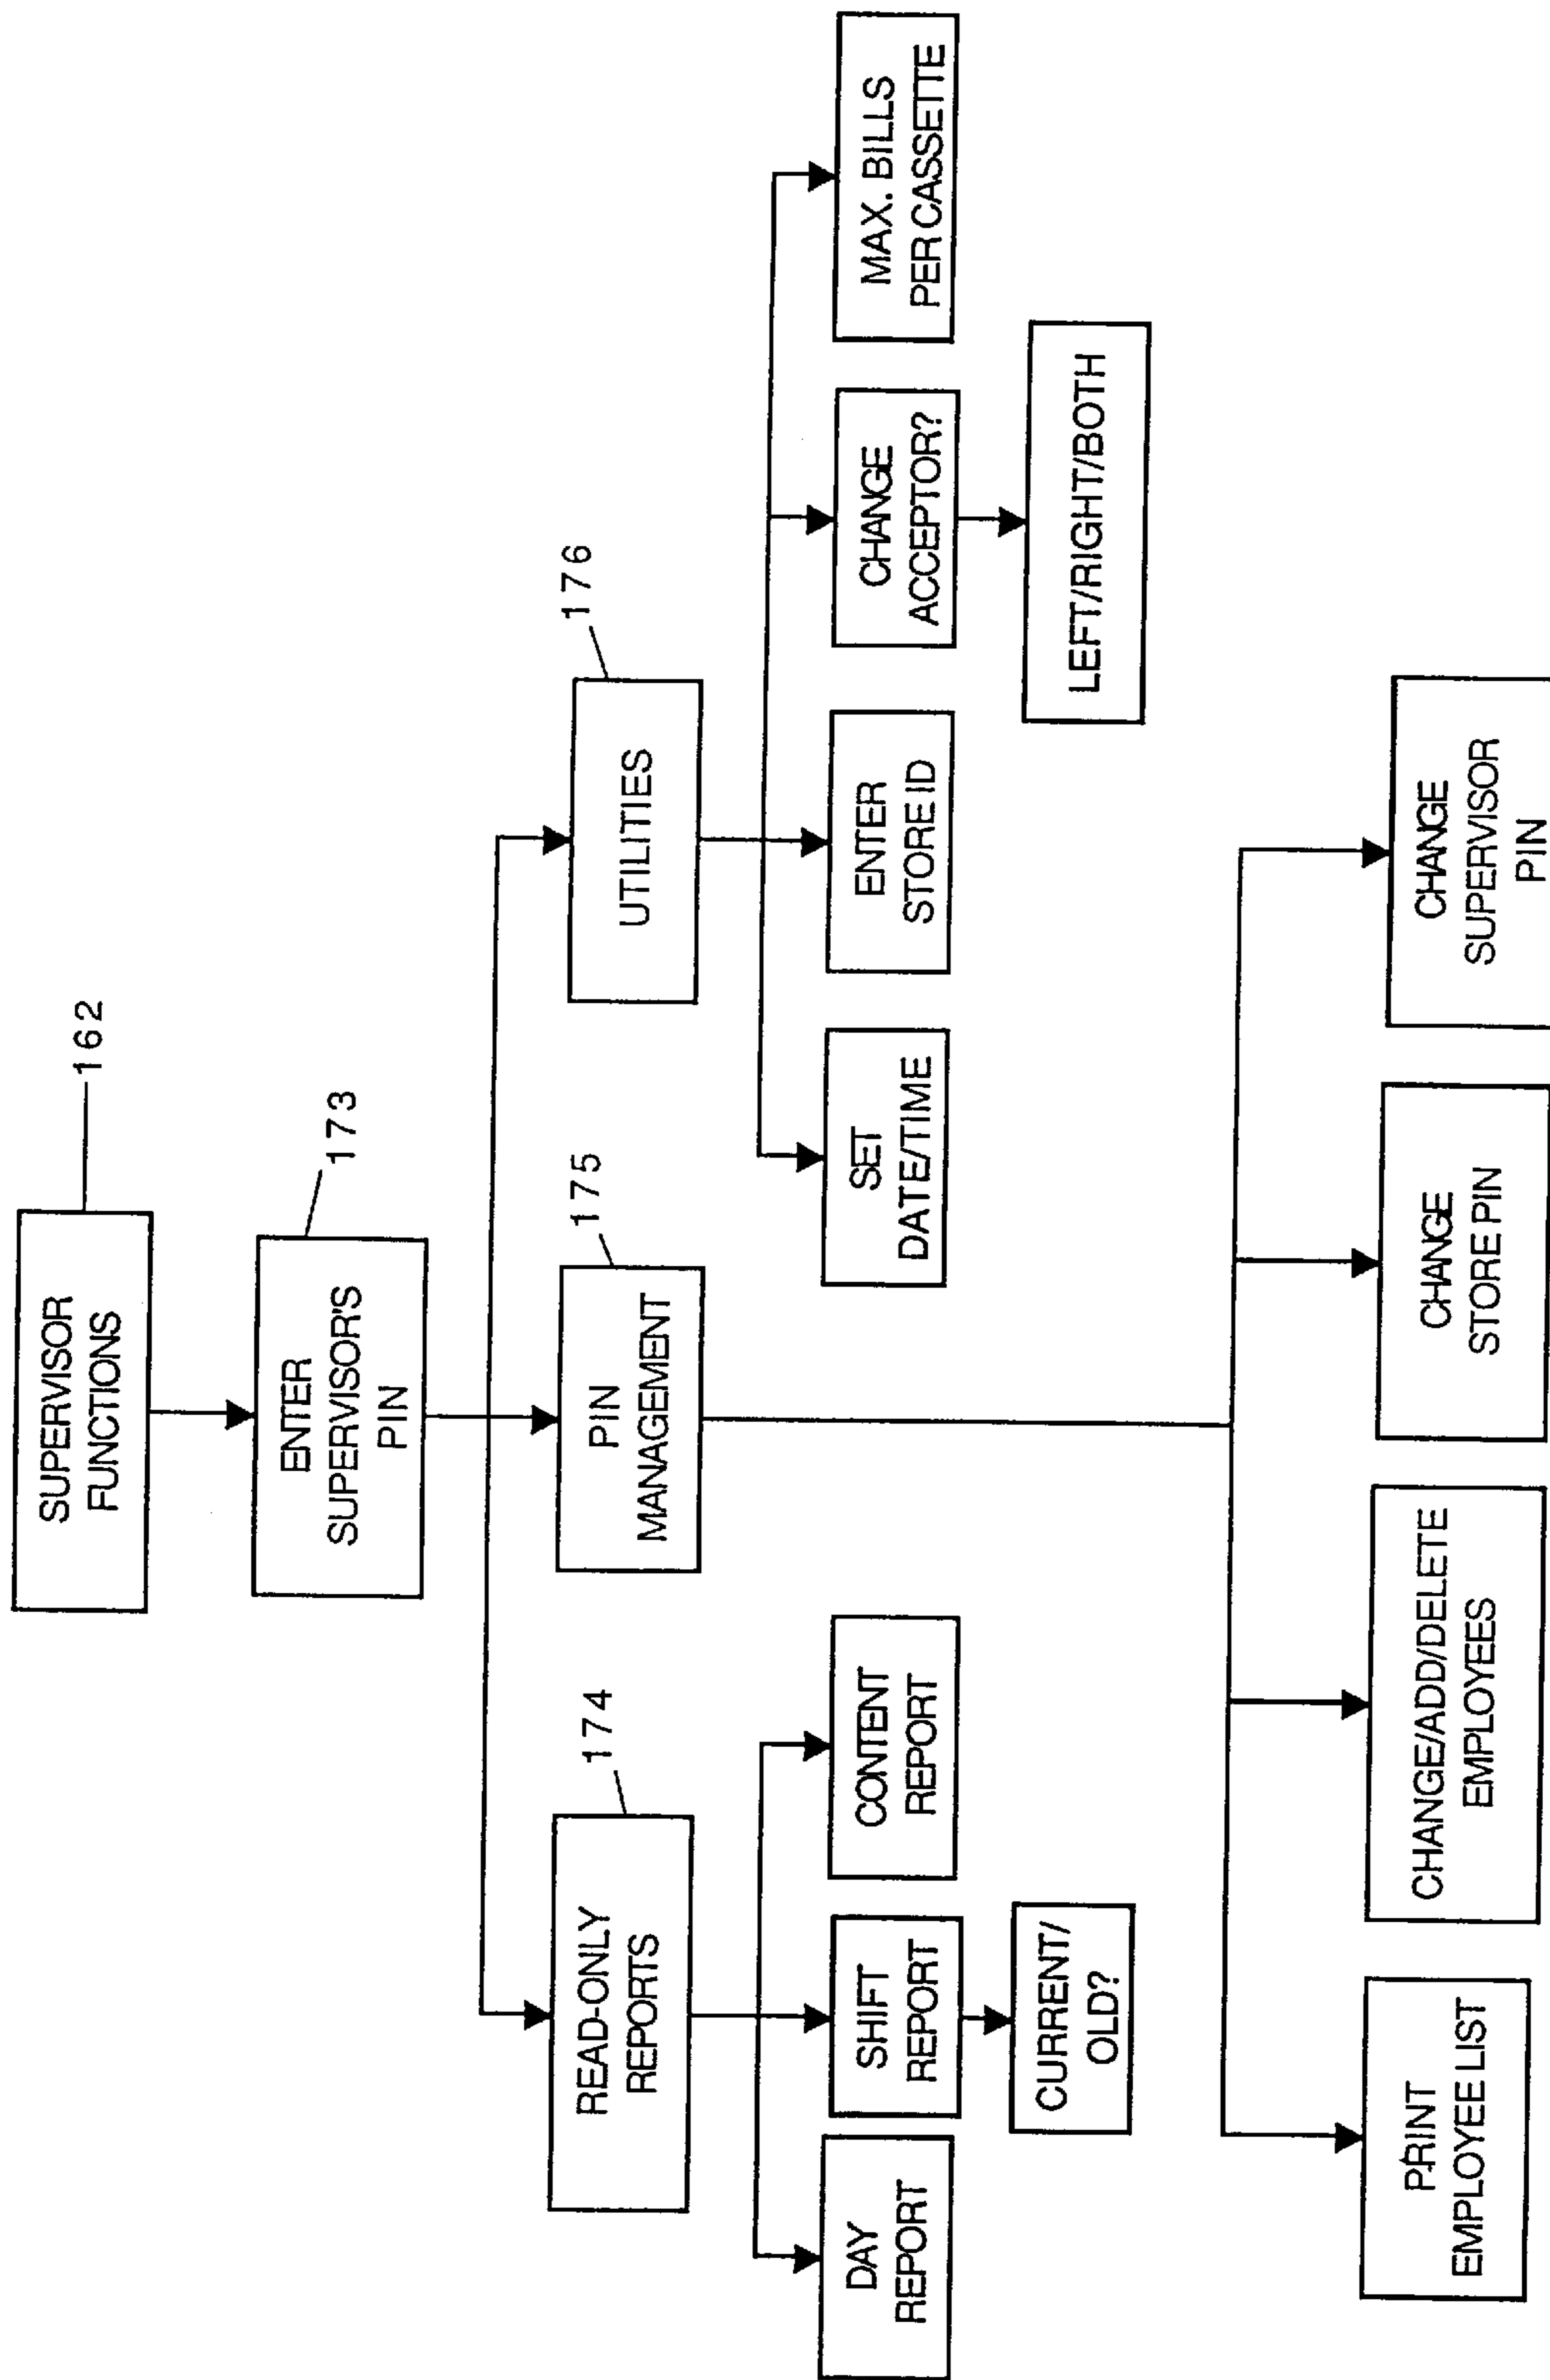 SUPERVISOR
FUNCTIONS
162
ENTER
SUPERVISOR'S
PIN
173
READ-ONLY
REPORTS
174
PIN
MANAGEMENT
175
UTILITIES
176
DAY
REPORT
SHIFT
REPORT
CONTENT
REPORT
CURRENT/
OLD?
SET
DATE/TIME
ENTER
STORE ID
CHANGE
ACCEPTOR?
MAX. BILLS
PER CASSETTE
LEFT/RIGHT/BOTH
PRINT
EMPLOYEE LIST
CHANGE/ADD/DELETE
EMPLOYEES
CHANGE
STORE PIN
CHANGE
SUPERVISOR
PIN